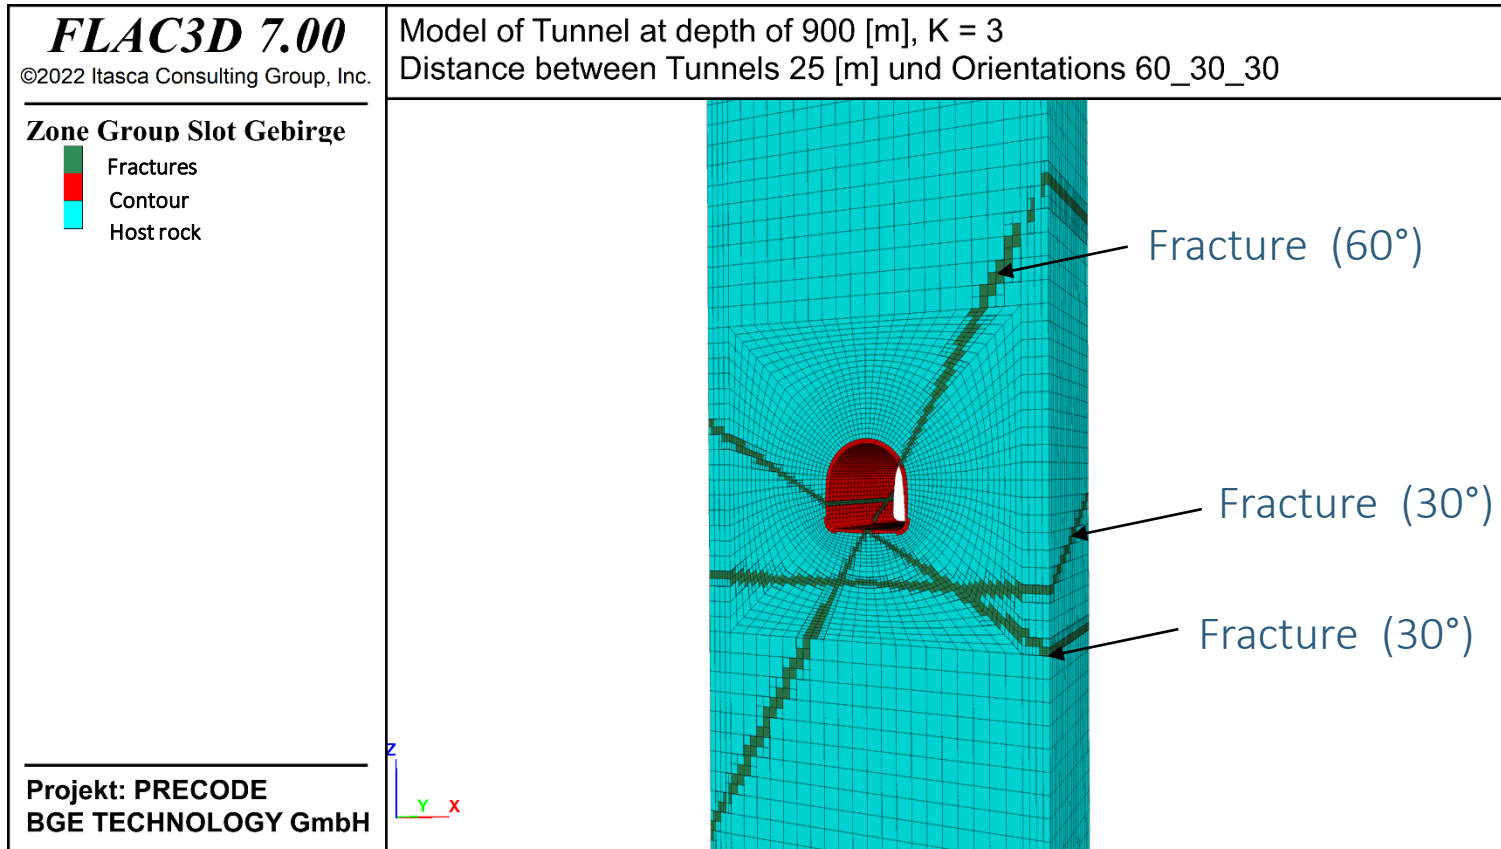 FLAC3D 7.00
©2022 Itasca Consulting Group, Inc.
Zone Group Slot Gebirge
Fractures
Contour
Host rock
Projekt: PRECODE
BGE TECHNOLOGY GmbH
Model of Tunnel at depth of 900 [m], K = 3
Distance between Tunnels 25 [m] und Orientations 60_30_30
Fracture (60°)
Fracture (30°)
Fracture (30°)
Z
Y X